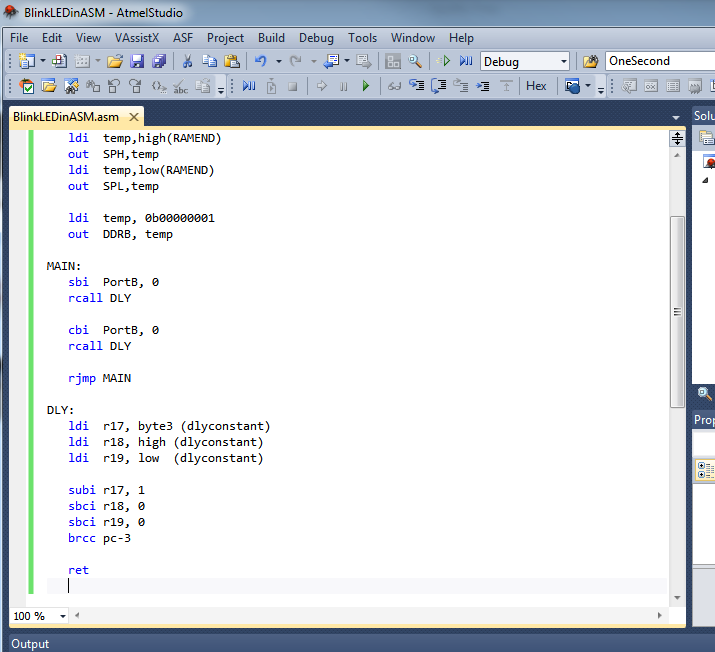 BlinkLEDinASM - AtmelStudio
File Edit View VAssistX ASF Project Build Debug Tools Window Help
Debug OneSecond
Hex
BlinkLEDinASM.asm
Solu
ldi temp,high(RAMEND)
out SPH,temp
ldi temp,low(RAMEND)
out SPL,temp
ldi temp, 0b00000001
out DDRB, temp
MAIN:
sbi PortB, 0
rcall DLY
cbi PortB, 0
rcall DLY
rjmp MAIN
DLY:
ldi r17, byte3 (dlyconstant)
ldi r18, high (dlyconstant)
ldi r19, low (dlyconstant)
subi r17, 1
sbci r18, 0
sbci r19, 0
brcc pc-3
ret
Prop
100 %
Output